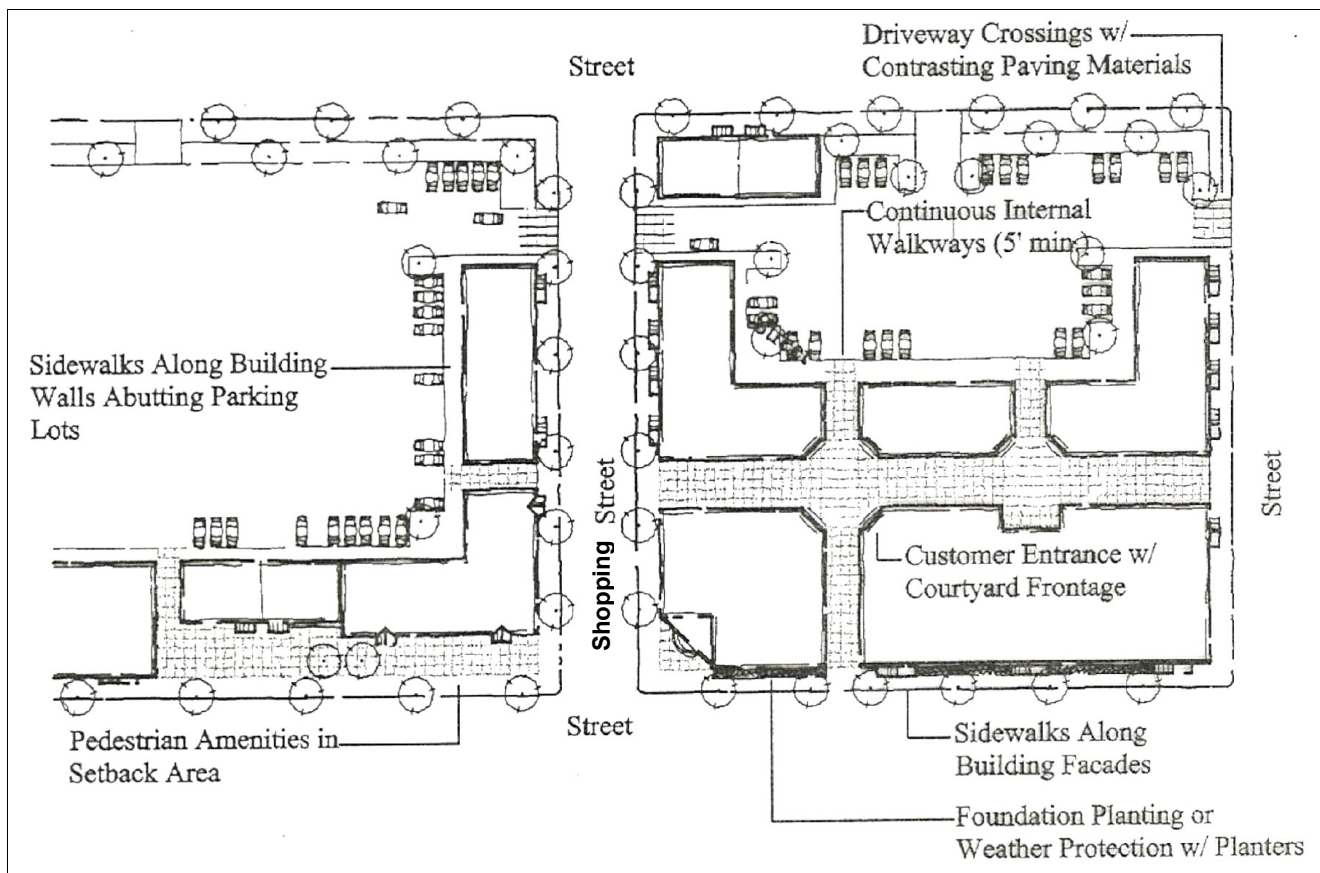 Driveway Crossings w/
Contrasting Paving Materials
Street
Continuous Internal
Walkways (5' min.)
Sidewalks Along Building
Walls Abutting Parking
Lots
Shopping Street
Street
Customer Entrance w/
Courtyard Frontage
Street
Pedestrian Amenities in
Setback Area
Sidewalks Along
Building Facades
Foundation Planting or
Weather Protection w/ Planters